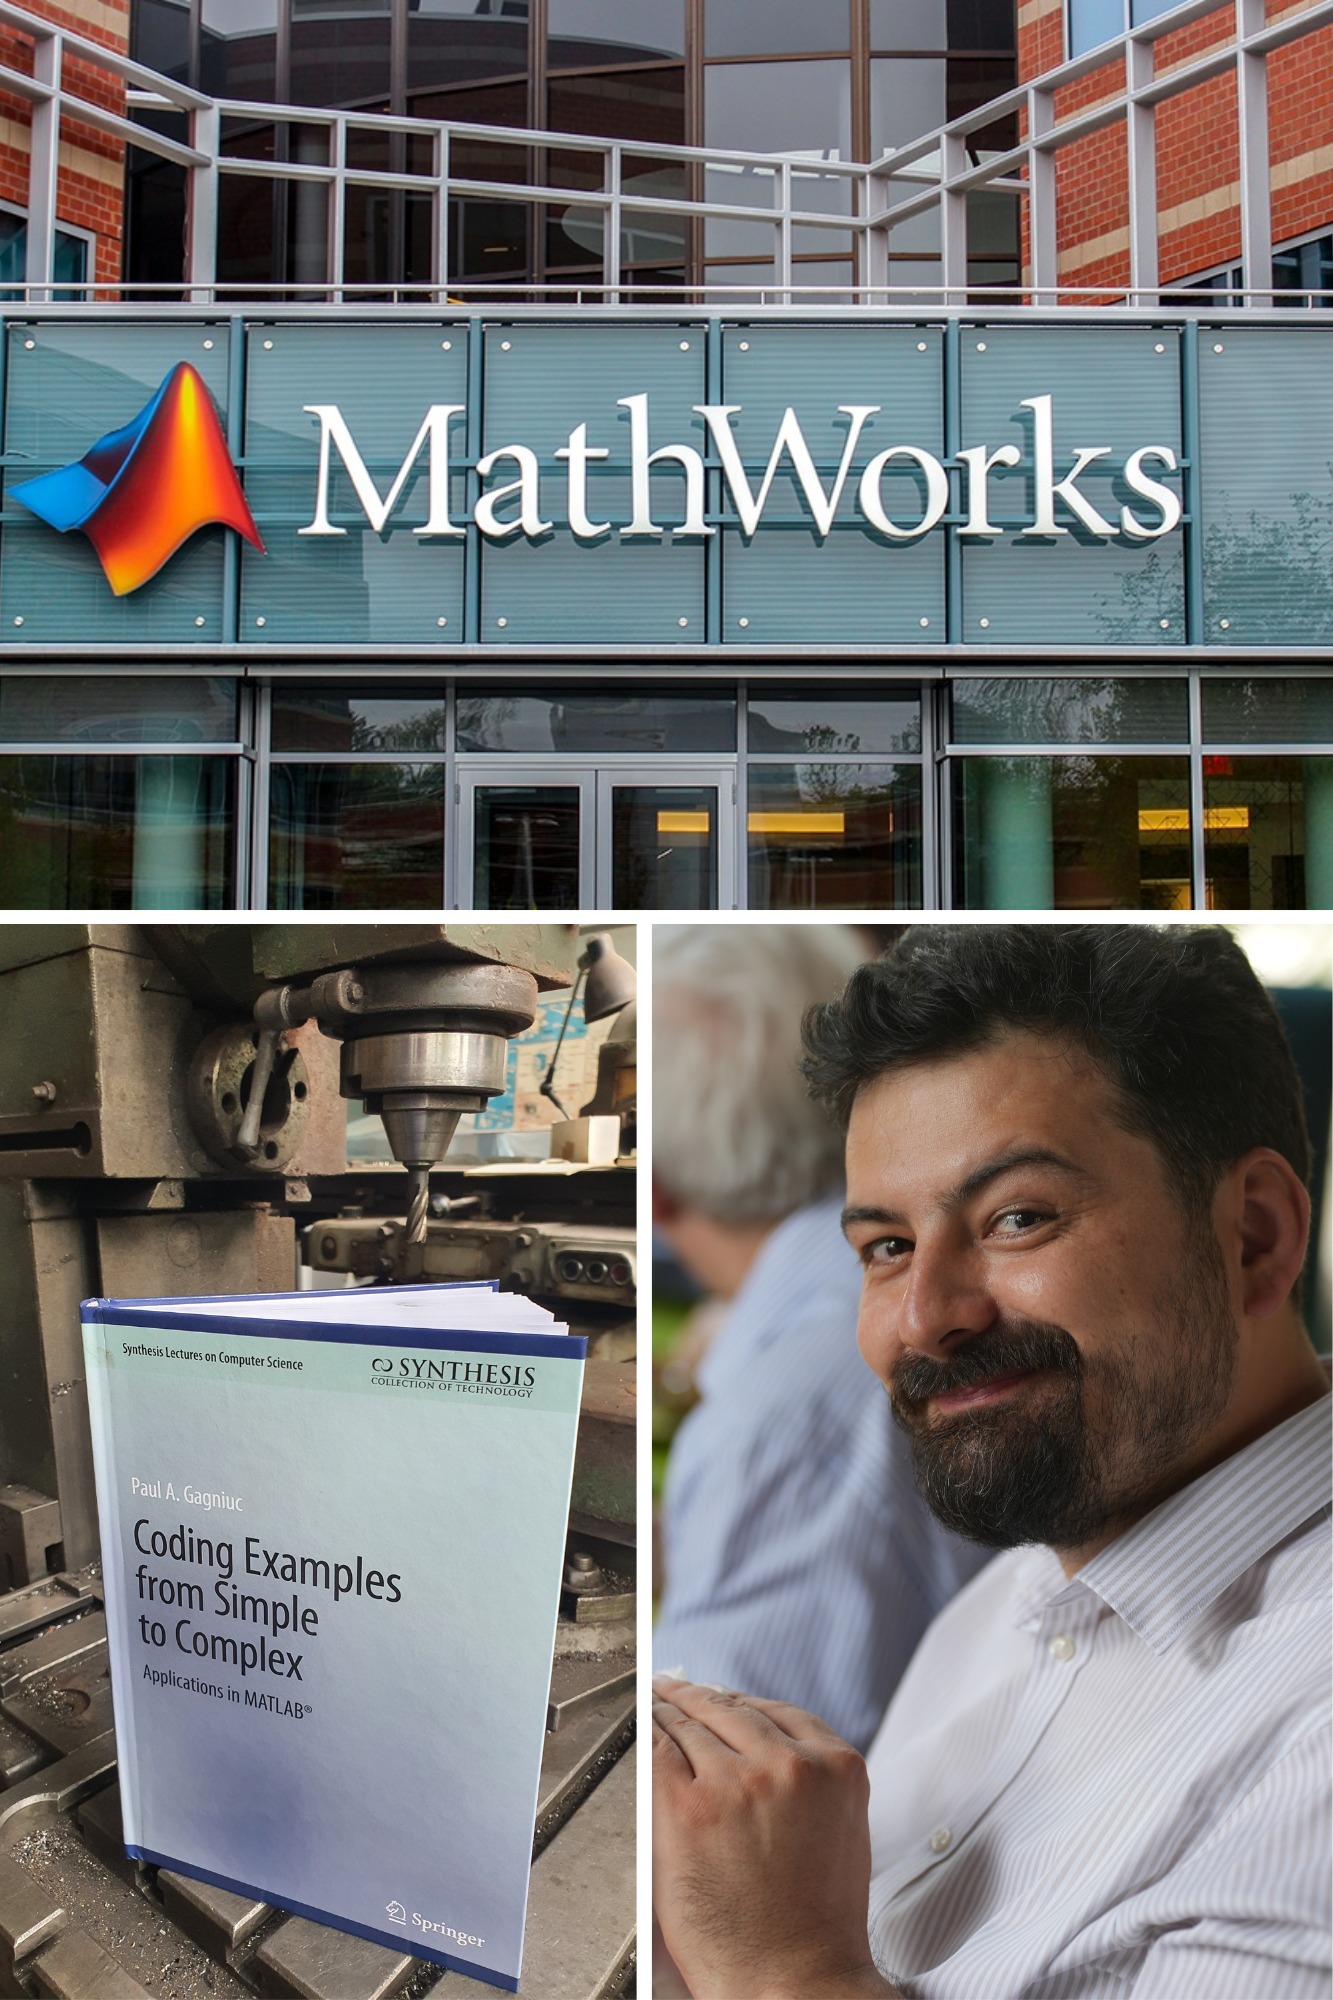 MathWorks
Synthesis Lectures on Computer Science
SYNTHESIS
COLLECTION OF TECHNOLOGY
Paul A. Gagniuc
Coding Examples
from Simple
to Complex
Applications in MATLAB®
Springer